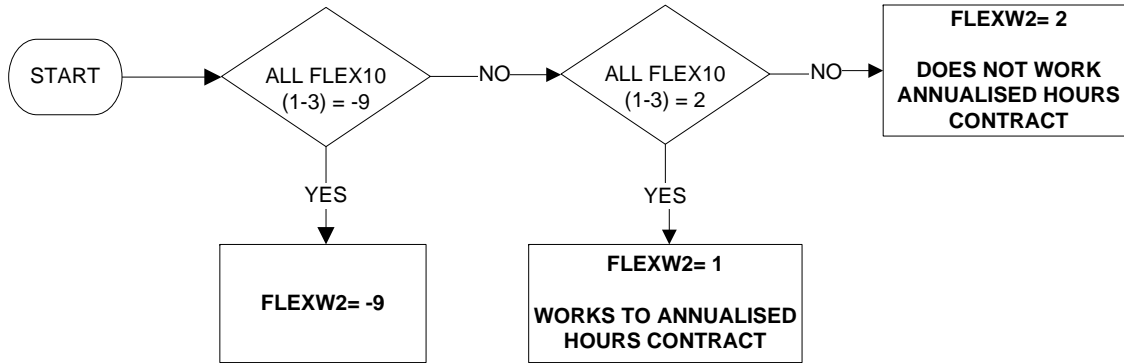 START
ALL FLEX10
(1-3) = -9
NO
ALL FLEX10
(1-3) = 2
NO
FLEXW2= 2
DOES NOT WORK
ANNUALISED HOURS
CONTRACT
YES
YES
FLEXW2= -9
FLEXW2= 1
WORKS TO ANNUALISED
HOURS CONTRACT